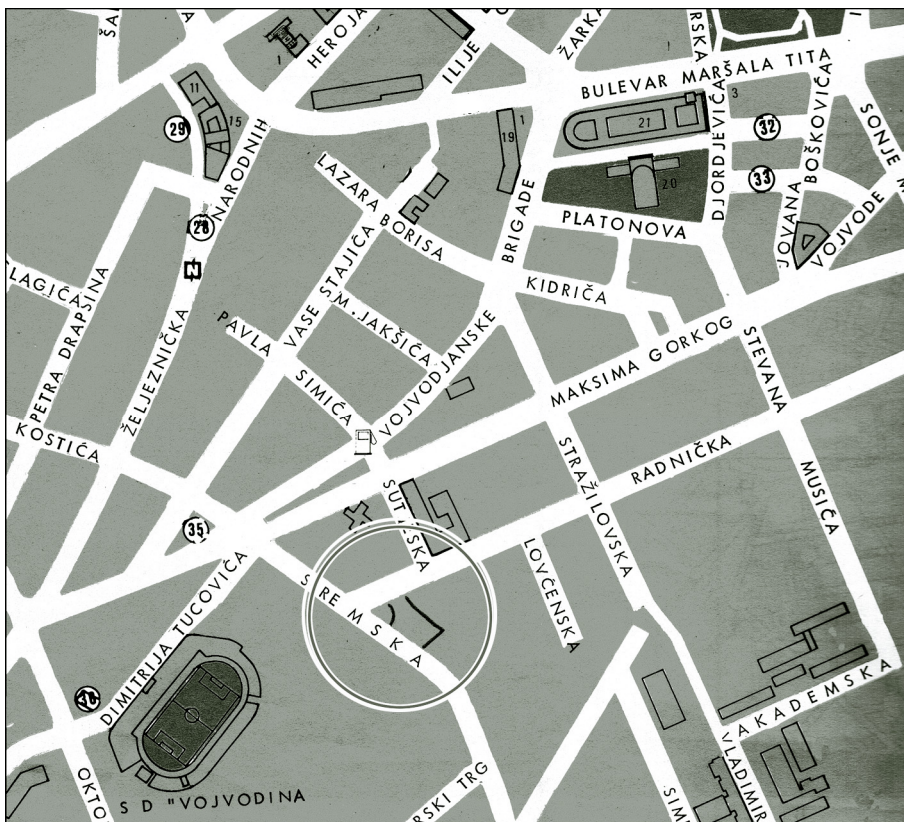 ŠA
HEROJA
ILIJE
ŽARKA
BULEVAR MARŠALA TITA
1
11
15
29
NARODNIH
1
19
21
3
32
BOŠKOVIĆA
JOVANA
SONJE
LAZARA BORISA
KIDRIČA
20
33
DJORDJEVIĆA
VOJVODE
28
N
BRIGADE
PLATONOVA
LAGIĆA
PETRA DRAPSINA
ŽELJEZNIČKA
PAVLA
SIMIĆA
VASE STAJIĆA
M. JAKŠIĆA
VOJVODJANSKE
MAKSIMA GORKOG
STEVANA
MUSIĆA
KOSTIĆA
RADNIČKA
STRAŽILOVSKA
35
SUTJESKA
LOVĆENSKA
SREMSKA
DIMITRIJA TUCOVIĆA
AKADEMSKA
VLADIMIR
OKTO
S D "VOJVODINA
RSKI TRG
SIM